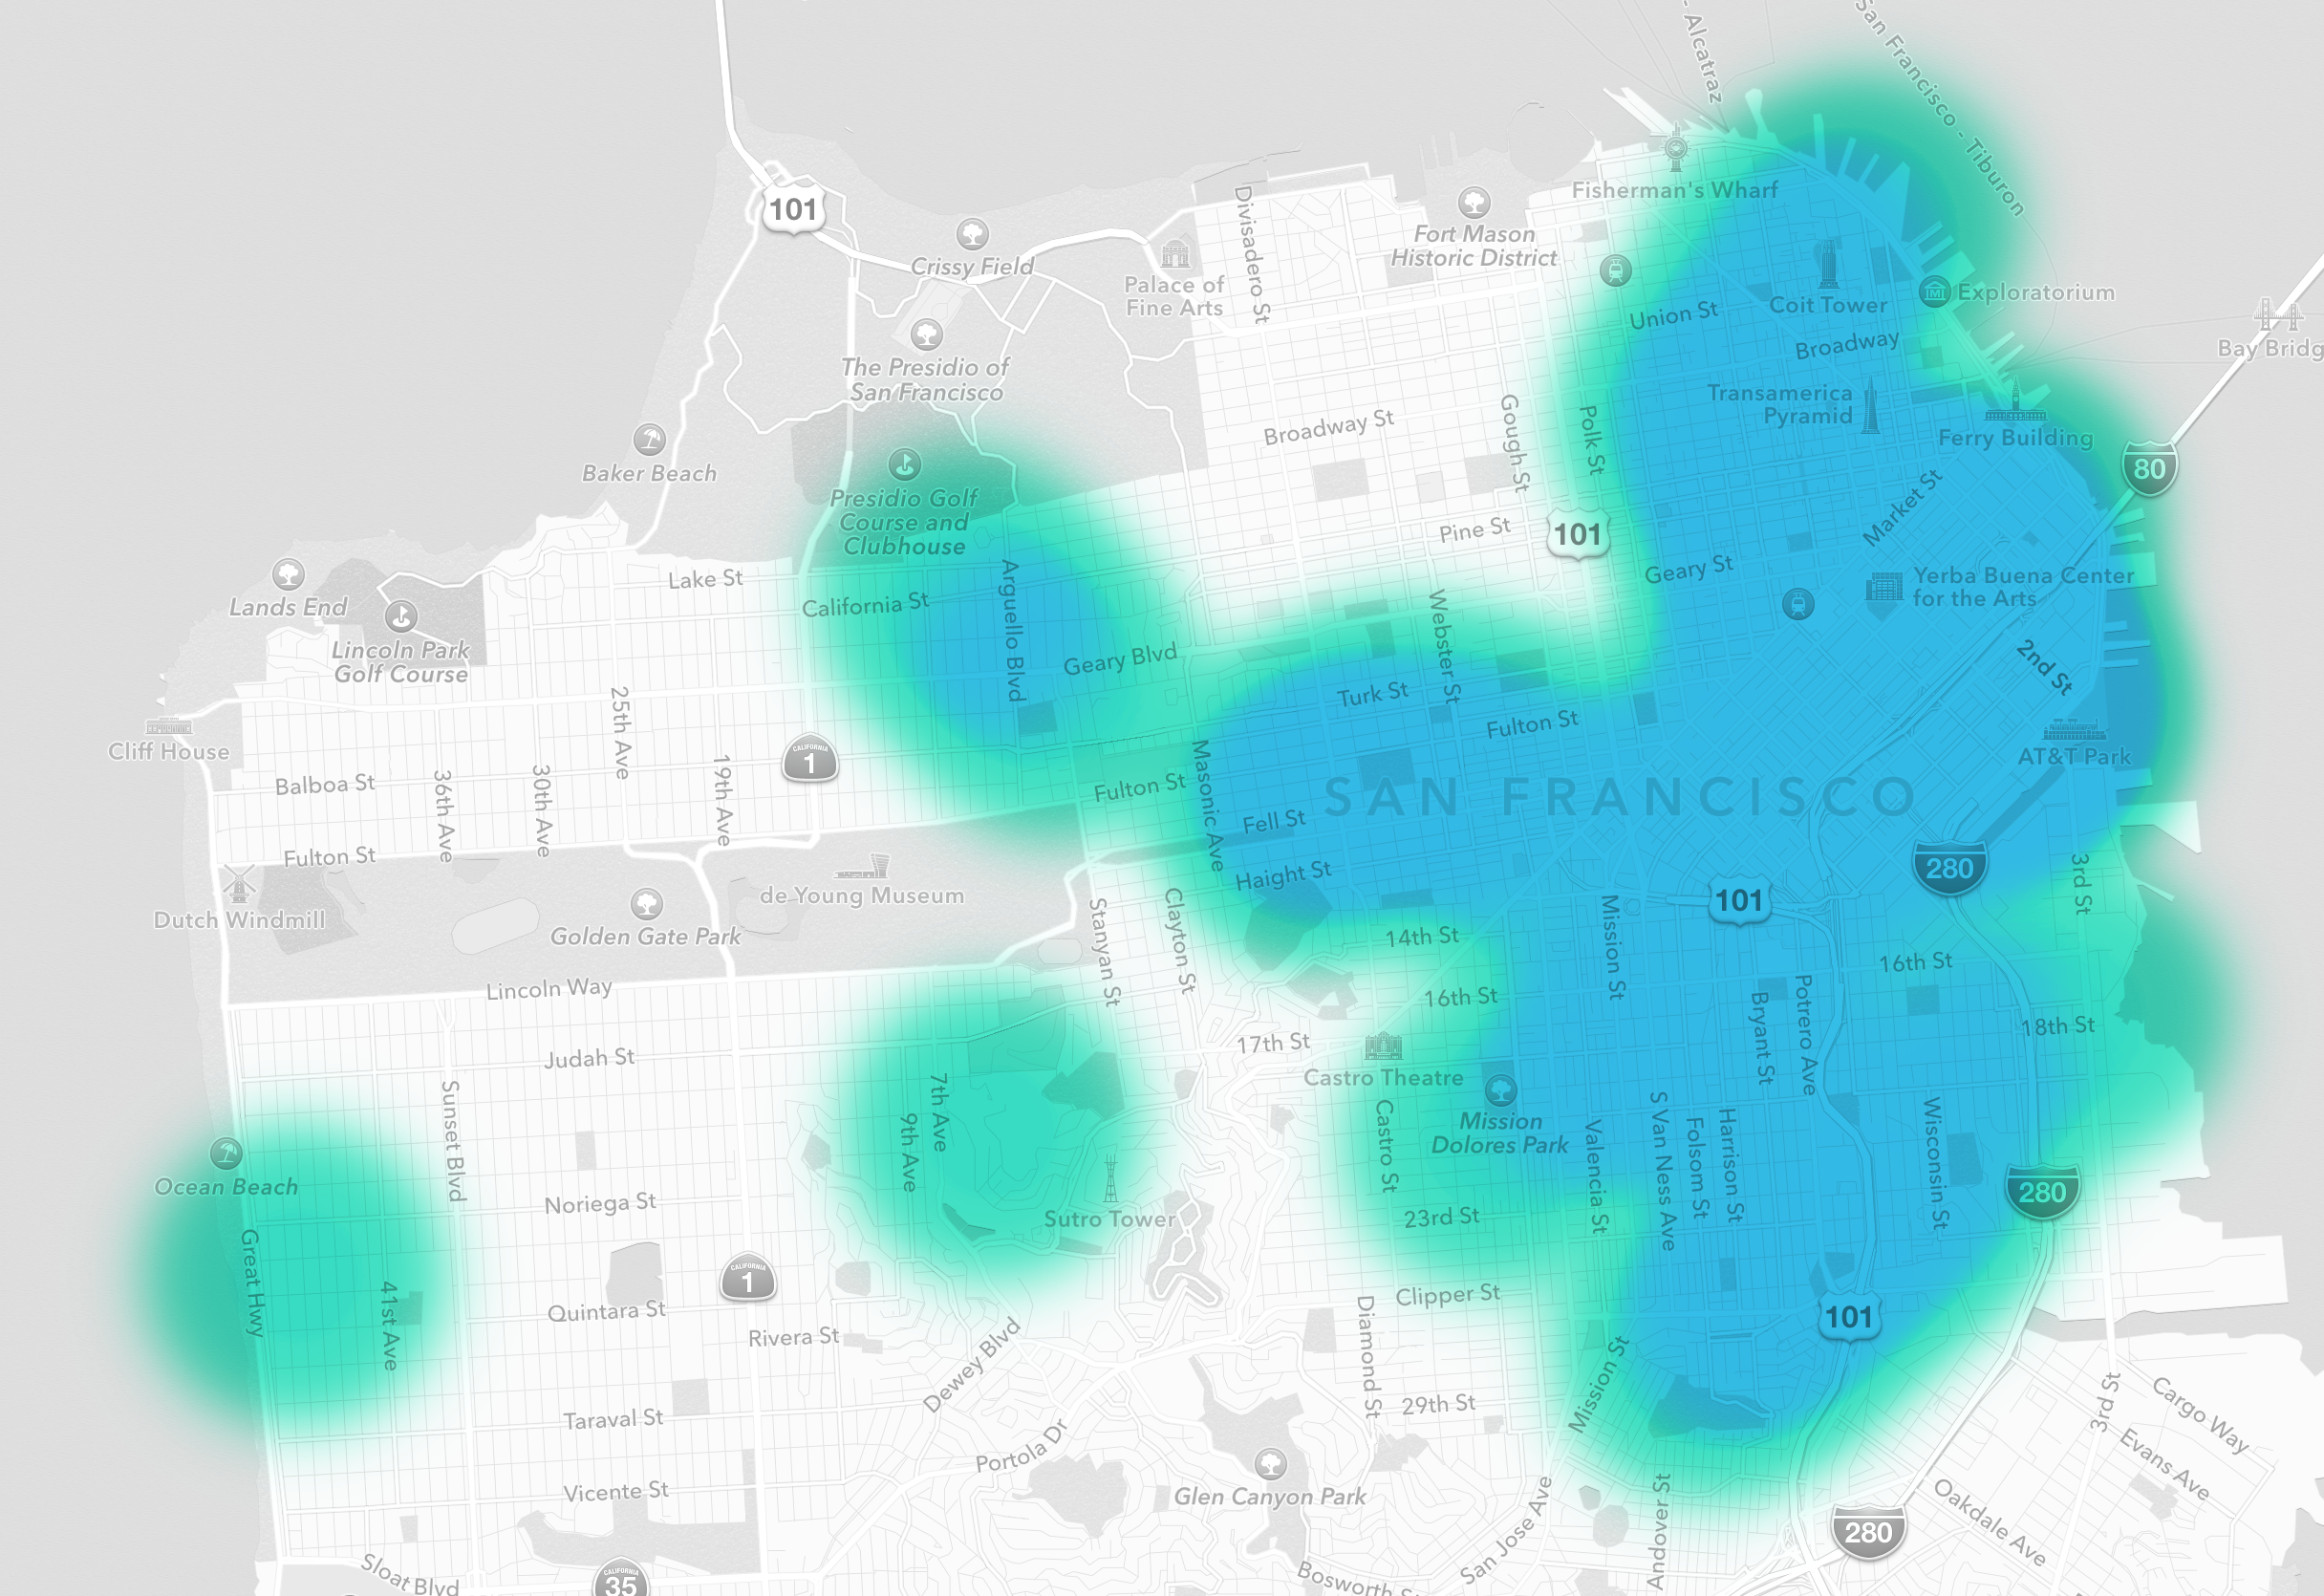 - Alcatraz
San Francisco - Tiburon
101
Fisherman's Wharf
Divisadero St
Fort Mason
Historic District
Crissy Field
Palace of
Fine Arts
Union St
Coit Tower
Exploratorium
Broadway
Bay Bridg
The Presidio of
San Francisco
Transamerica
Pyramid
Ferry Building
Broadway St
Gough St
Polk St
Baker Beach
80
Presidio Golf
Course and
Clubhouse
Pine St
101
Market St
Geary St
Yerba Buena Center
for the Arts
Lake St
California St
Arguello Blvd
Lands End
Lincoln Park
Golf Course
Geary Blvd
Webster St
Turk St
Fulton St
2nd St
AT&T Park
Cliff House
25th Ave
19th Ave
CALIFORNIA
1
Balboa St
36th Ave
30th Ave
Fulton St
Masonic Ave
SAN FRANCISCO
Fell St
Haight St
Fulton St
de Young Museum
280
3rd St
101
Dutch Windmill
Golden Gate Park
Stanyan St
Clayton St
14th St
Mission St
16th St
Lincoln Way
16th St
Bryant St
Potrero Ave
18th St
Judah St
17th St
Castro Theatre
Sunset Blvd
7th Ave
9th Ave
Castro St
Mission
Dolores Park
Valencia St
S Van Ness Ave
Folsom St
Harrison St
Wisconsin St
Ocean Beach
Noriega St
Sutro Tower
23rd St
280
Great Hwy
41st Ave
CALIFORNIA
1
Quintara St
Rivera St
Clipper St
101
Diamond St
Dewey Blvd
Mission St
29th St
Taraval St
Portola Dr
3rd St
Cargo Way
Evans Ave
Vicente St
Glen Canyon Park
San Jose Ave
Andover St
280
Oakdale Ave
Sloat Blvd
CALIFORNIA
35
Bosworth S